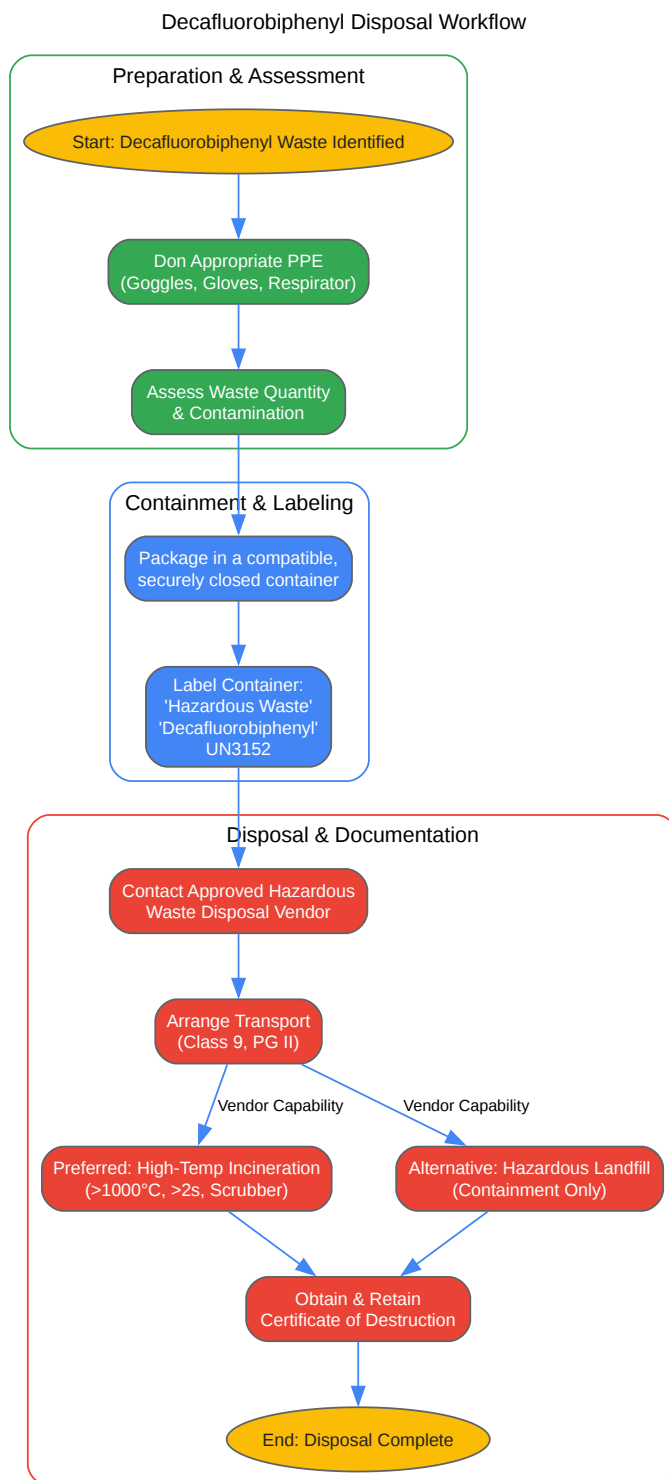 Decafluorobiphenyl Disposal Workflow
Preparation & Assessment
Start: Decafluorobiphenyl Waste Identified
Don Appropriate PPE
(Goggles, Gloves, Respirator)
Assess Waste Quantity
& Contamination
Containment & Labeling
Package in a compatible,
securely closed container
Label Container:
'Hazardous Waste'
'Decafluorobiphenyl'
UN3152
Disposal & Documentation
Contact Approved Hazardous
Waste Disposal Vendor
Arrange Transport
(Class 9, PG II)
Vendor Capability
Vendor Capability
Preferred: High-Temp Incineration
(>1000°C, >2s, Scrubber)
Alternative: Hazardous Landfill
(Containment Only)
Obtain & Retain
Certificate of Destruction
End: Disposal Complete